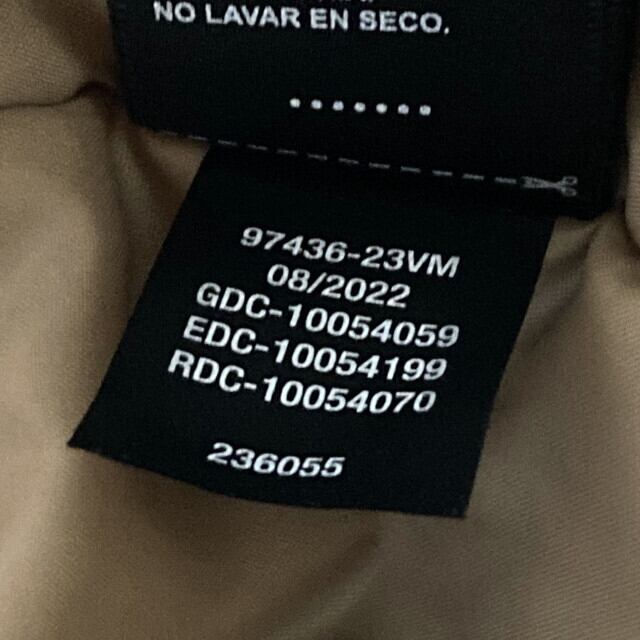 NO LAVAR EN SECO.
97436-23VM
08/2022
GDC-10054059
EDC-10054199
RDC-10054070
236055